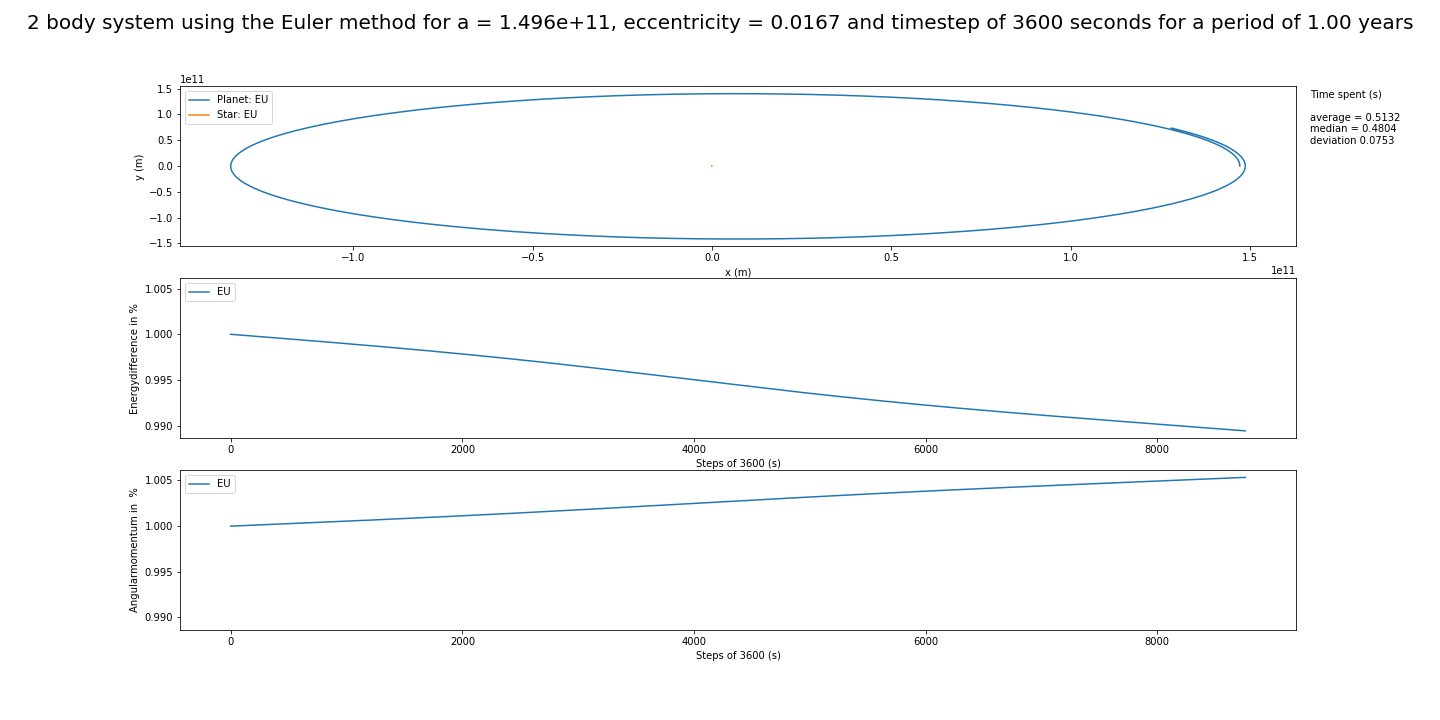 2 body system using the Euler method for a = 1.496e+11, eccentricity = 0.0167 and timestep of 3600 seconds for a period of 1.00 years
1e11
1.5
1.0
0.5
0.0
−0.5
−1.0
−1.5
y (m)
Planet: EU
Star: EU
Time spent (s)
average = 0.5132
median = 0.4804
deviation 0.0753
−1.0 −0.5 0.0 0.5 1.0 1.5
x (m)
1e11
1.005
1.000
0.995
0.990
Energydifference in %
EU
0 2000 4000 6000 8000
Steps of 3600 (s)
1.005
1.000
0.995
0.990
Angularmomentum in %
EU
0 2000 4000 6000 8000
Steps of 3600 (s)